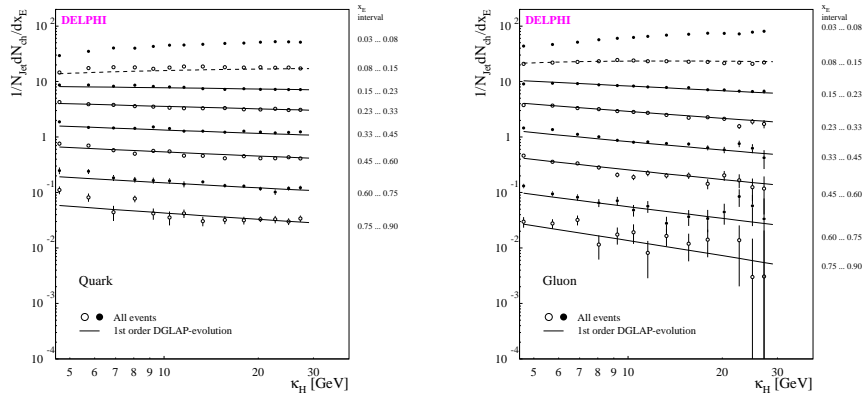 DELPHI
x_E
interval
0.03 ... 0.08
0.08 ... 0.15
0.15 ... 0.23
0.23 ... 0.33
0.33 ... 0.45
0.45 ... 0.60
0.60 ... 0.75
0.75 ... 0.90
1/N_Jet dN_ch/dx_E
10^2
10
1
10^-1
10^-2
10^-3
10^-4
Quark
All events
1st order DGLAP-evolution
5 6 7 8 9 10 20 30
κ_H [GeV]
DELPHI
x_E
interval
0.03 ... 0.08
0.08 ... 0.15
0.15 ... 0.23
0.23 ... 0.33
0.33 ... 0.45
0.45 ... 0.60
0.60 ... 0.75
0.75 ... 0.90
1/N_Jet dN_ch/dx_E
10^2
10
1
10^-1
10^-2
10^-3
10^-4
Gluon
All events
1st order DGLAP-evolution
5 6 7 8 9 10 20 30
κ_H [GeV]